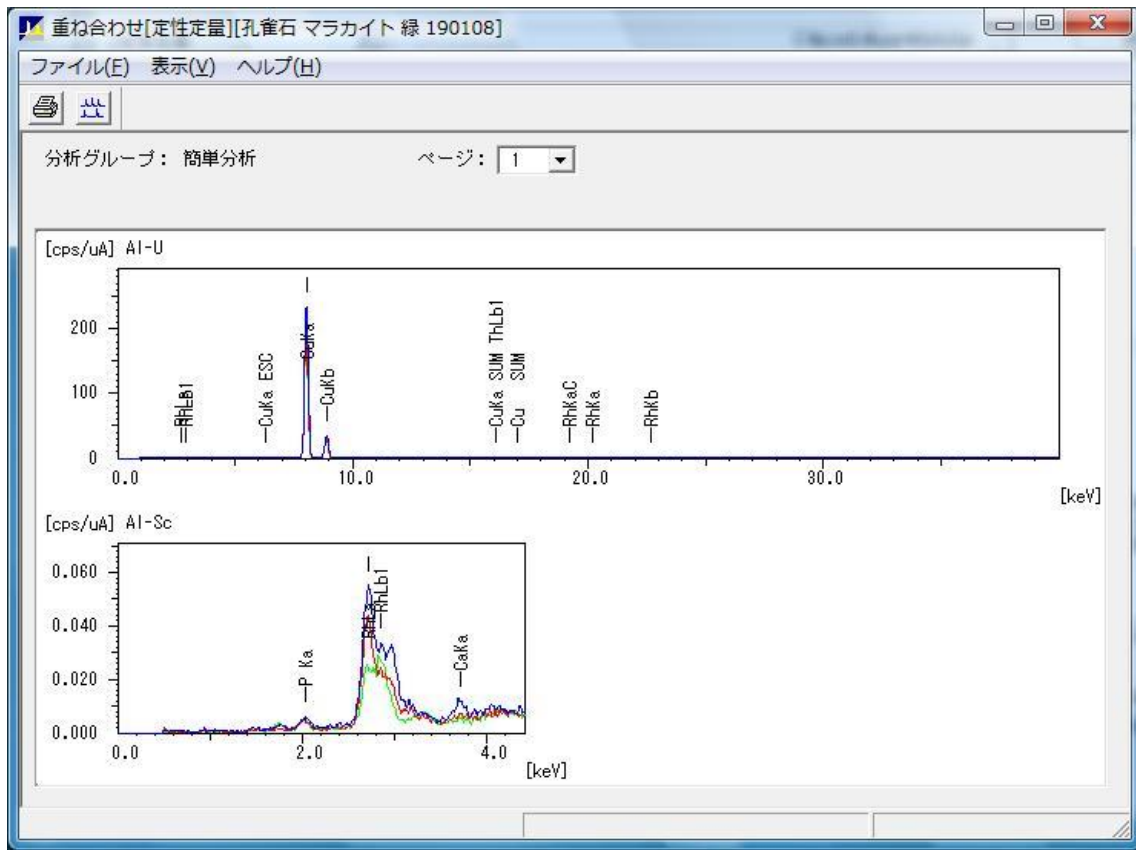 重ね合わせ[定性定量][孔雀石 マラカイト 緑 190108]
ファイル(F) 表示(V) ヘルプ(H)
分析グループ: 簡単分析 ページ: 1
[cps/uA] Al-U
200
100
0
RhLb1
CuKa ESC
CuKa
CuKb
CuKa SUM ThLb1
Cu SUM
RhKaC
RhKa
RhKb
0.0 10.0 20.0 30.0
[keV]
[cps/uA] Al-Sc
0.060
0.040
0.020
0.000
P Ka
RhLb1
CaKa
0.0 2.0 4.0
[keV]